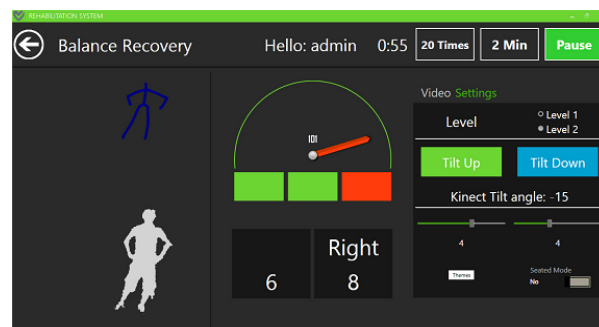 REHABILITATION SYSTEM
Balance Recovery Hello: admin 0:55 20 Times 2 Min Pause
Video Settings
Level
Level 1
Level 2
101
Tilt Up Tilt Down
Kinect Tilt angle: -15
4 4
Right
6 8
Themes
Seated Mode
No